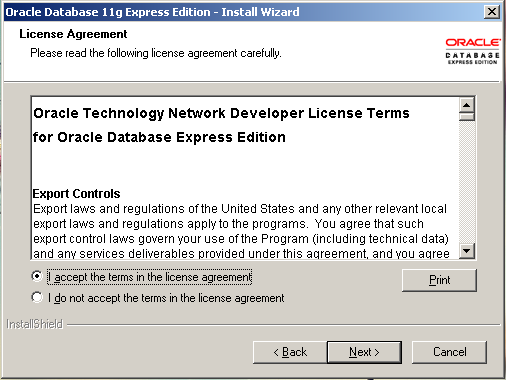 Oracle Database 11g Express Edition - Install Wizard
License Agreement
Please read the following license agreement carefully.
ORACLE
DATABASE
EXPRESS EDITION
Oracle Technology Network Developer License Terms
for Oracle Database Express Edition
Export Controls
Export laws and regulations of the United States and any other relevant local
export laws and regulations apply to the programs. You agree that such
export control laws govern your use of the Program (including technical data)
and any services deliverables provided under this agreement, and you agree
I accept the terms in the license agreement
Print
I do not accept the terms in the license agreement
InstallShield
< Back
Next >
Cancel